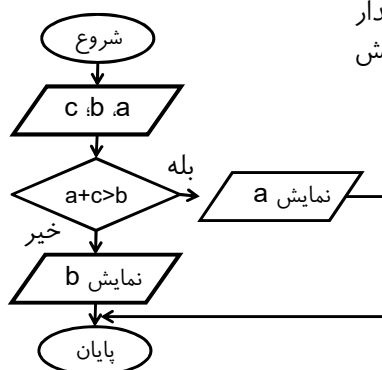 شروع
a، b؛ c
a+c>b
بله
نمایش a
خیر
نمایش b
پایان